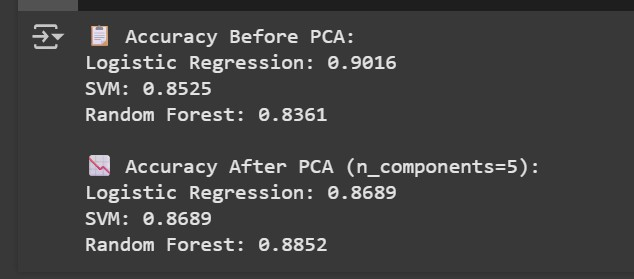 📋 Accuracy Before PCA:
Logistic Regression: 0.9016
SVM: 0.8525
Random Forest: 0.8361
📉 Accuracy After PCA (n_components=5):
Logistic Regression: 0.8689
SVM: 0.8689
Random Forest: 0.8852